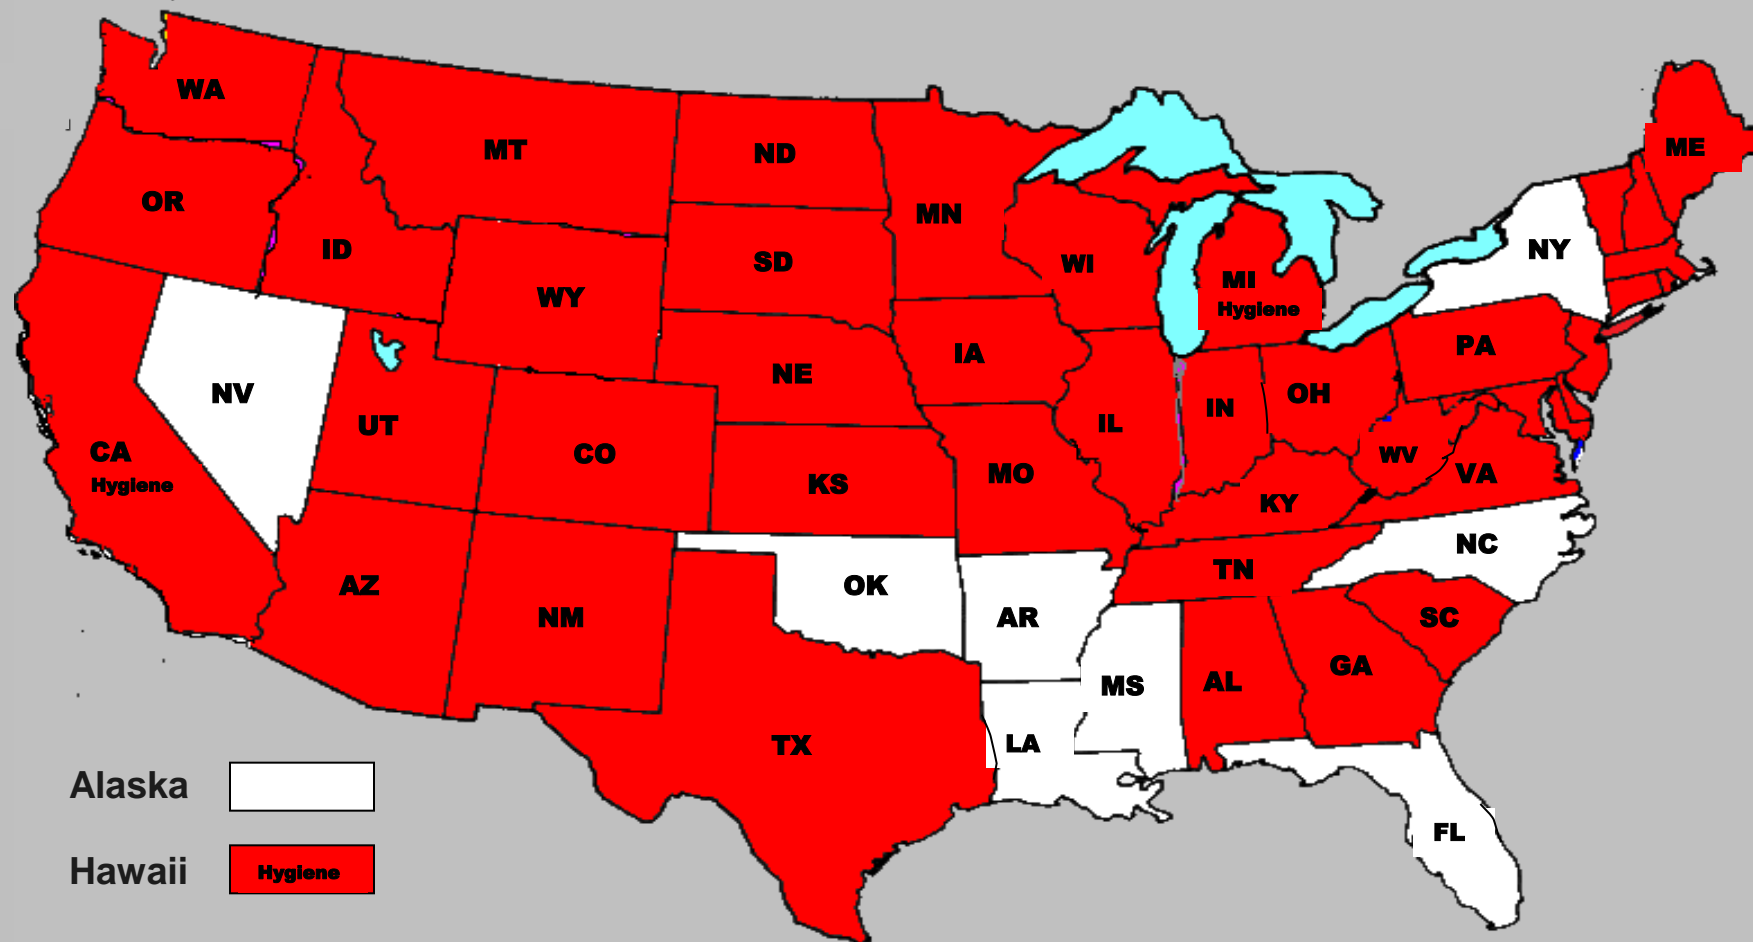 WA
MT
ND
ME
OR
MN
ID
SD
WI
NY
MI
Hygiene
WY
IA
PA
NE
NV
UT
IL
IN
OH
CA
Hygiene
CO
KS
MO
WV
VA
KY
NC
AZ
NM
OK
AR
TN
SC
MS
AL
GA
TX
LA
FL
Alaska
Hawaii
Hygiene